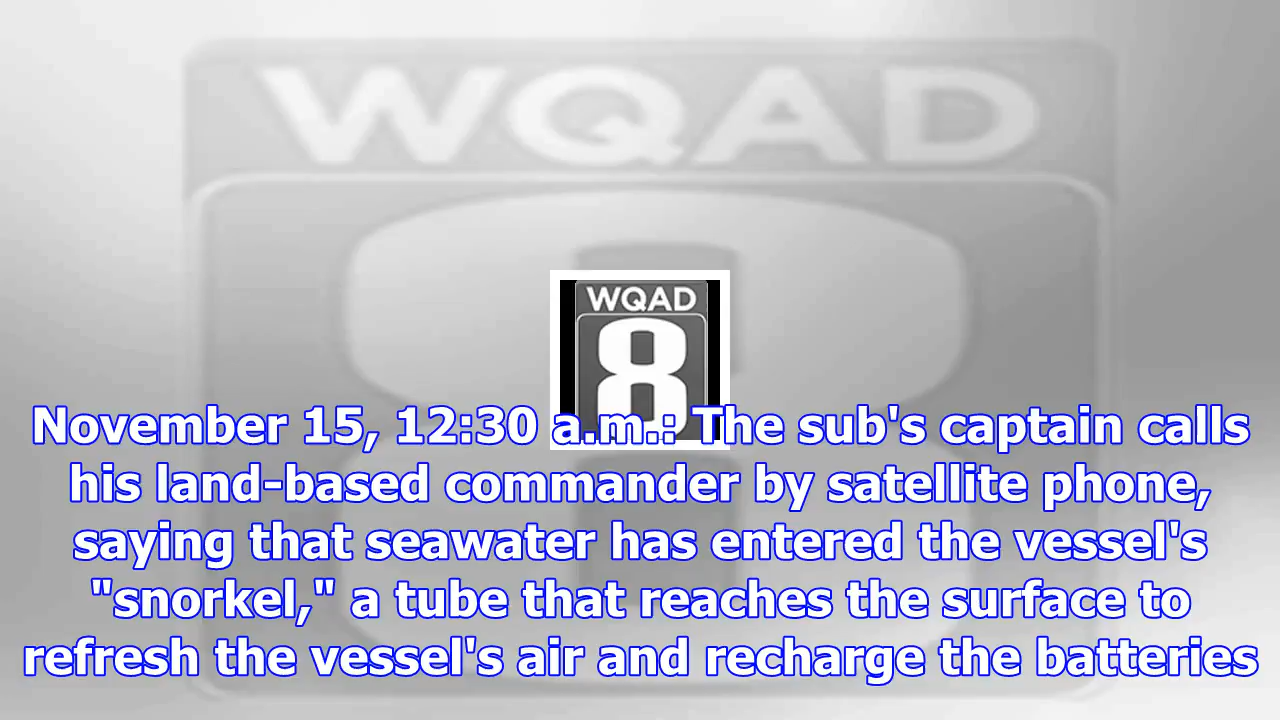 WQAD
WQAD
8
November 15, 12:30 a.m.: The sub's captain calls
his land-based commander by satellite phone,
saying that seawater has entered the vessel's
"snorkel," a tube that reaches the surface to
refresh the vessel's air and recharge the batteries